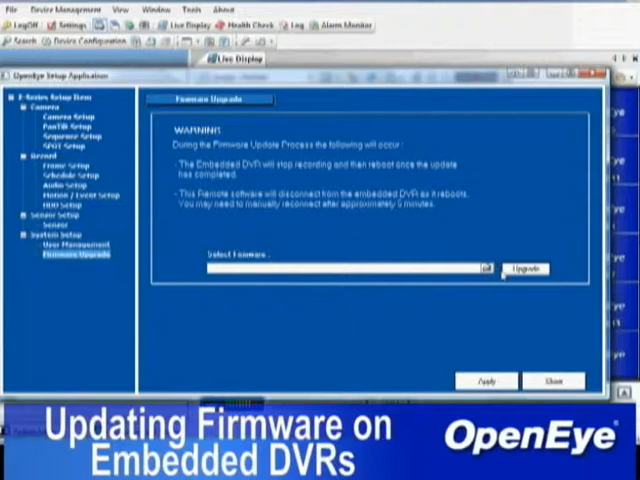 File Device Management View Window Tools About
LogOff Settings Live Display Health Check Log Alarm Monitor
Search Device Configuration
Live Display
OpenEye Setup Application
E-Series Setup Item
Camera
Camera Setup
Pan/Tilt Setup
Sequence Setup
SPOT Setup
Record
Frame Setup
Schedule Setup
Audio Setup
Motion / Event Setup
HDD Setup
Sensor Setup
Sensor
System Setup
User Management
Firmware Upgrade
Firmware Upgrade
WARNING
During the Firmware Update Process the following will occur:
- The Embedded DVR will stop recording and then reboot once the update
has completed.
- This Remote software will disconnect from the embedded DVR as it reboots.
You may need to manually reconnect after approximately 5 minutes.
Select Firmware :
Upgrade
Apply Close
Updating Firmware on
Embedded DVRs
OpenEye